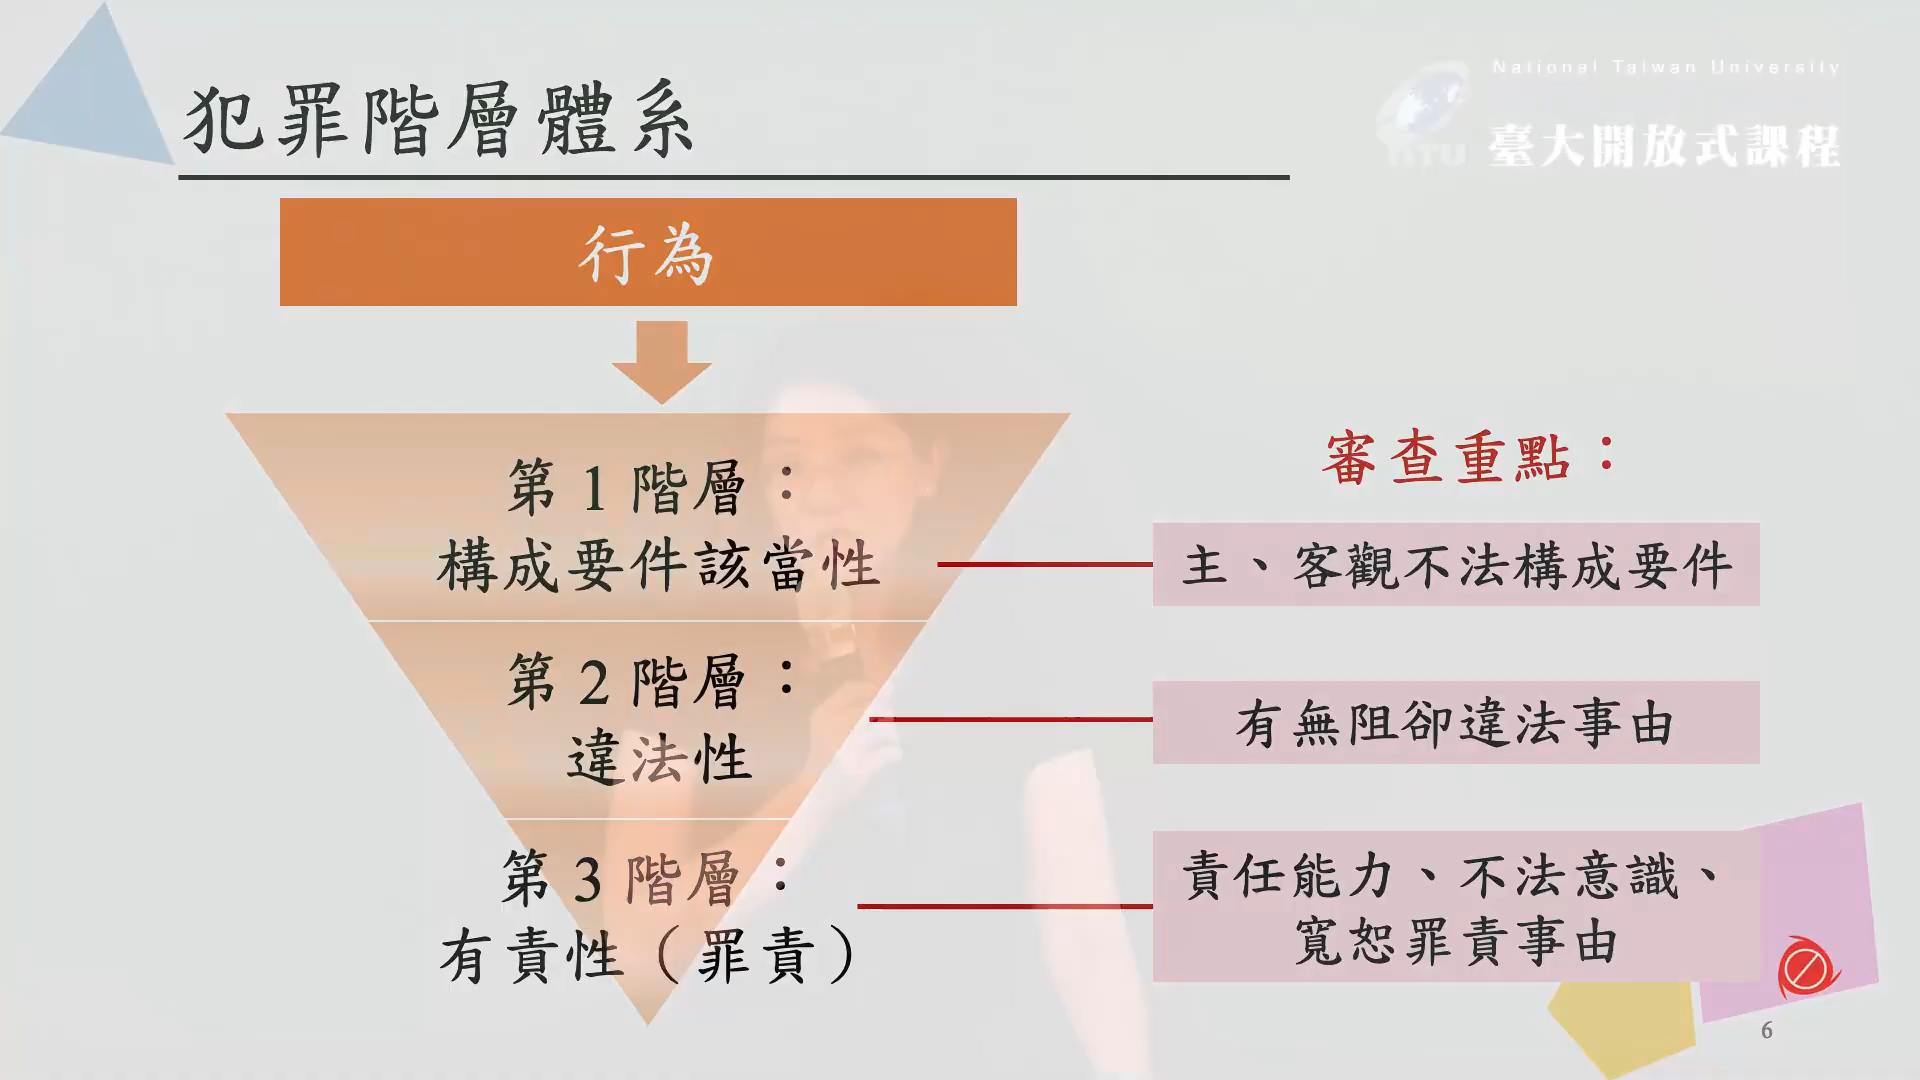 犯罪階層體系
National Taiwan University
NTU
臺大開放式課程
行為
第 1 階層：
構成要件該當性
第 2 階層：
違法性
第 3 階層：
有責性（罪責）
審查重點：
主、客觀不法構成要件
有無阻卻違法事由
責任能力、不法意識、
寬恕罪責事由
6